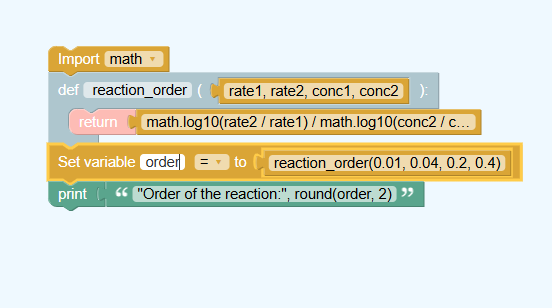 Import math
def reaction_order ( rate1, rate2, conc1, conc2 ):
return math.log10(rate2 / rate1) / math.log10(conc2 / c...
Set variable order = to reaction_order(0.01, 0.04, 0.2, 0.4)
print “ "Order of the reaction:", round(order, 2) ”